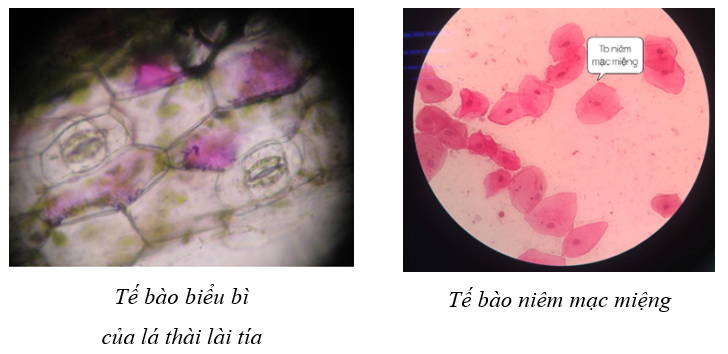 Tb niêm
mạc miệng
Tế bào biểu bì
của lá thài lài tía
Tế bào niêm mạc miệng